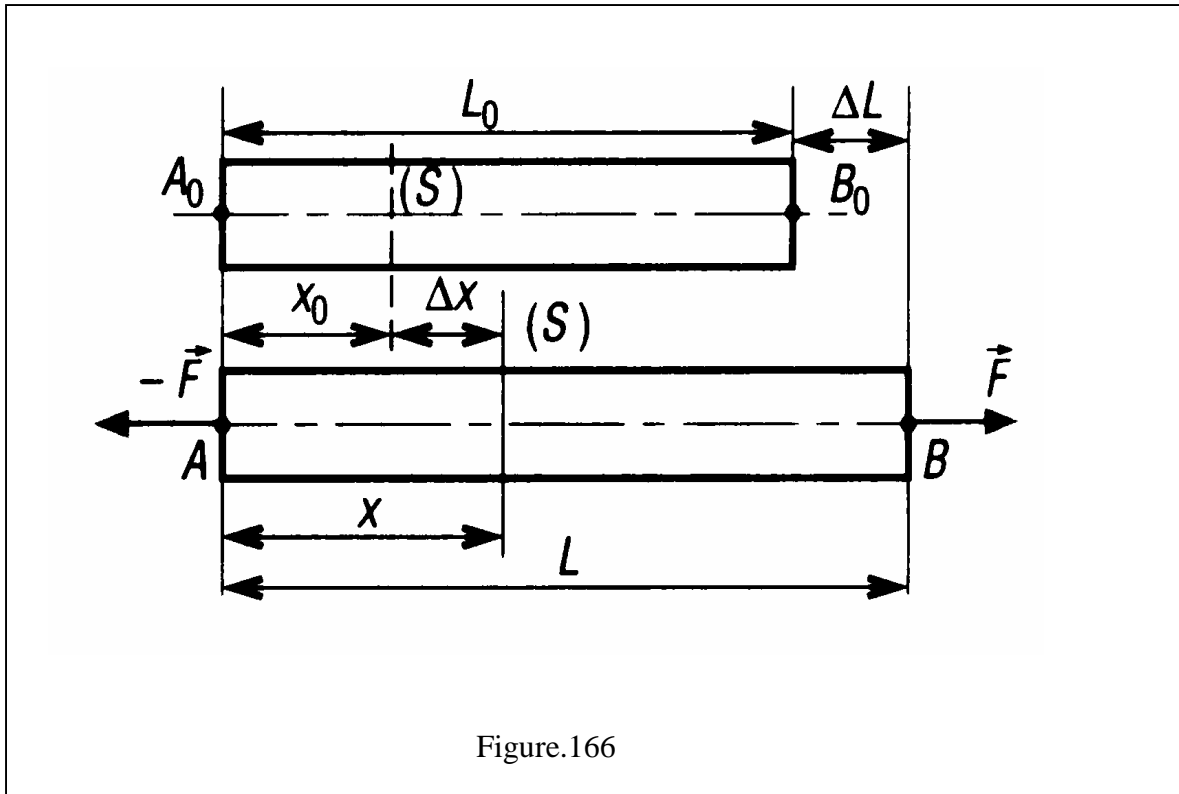 L₀ ΔL
A₀ (S) B₀
x₀ Δx (S)
- F⃗ F⃗
A B
x
L
Figure.166